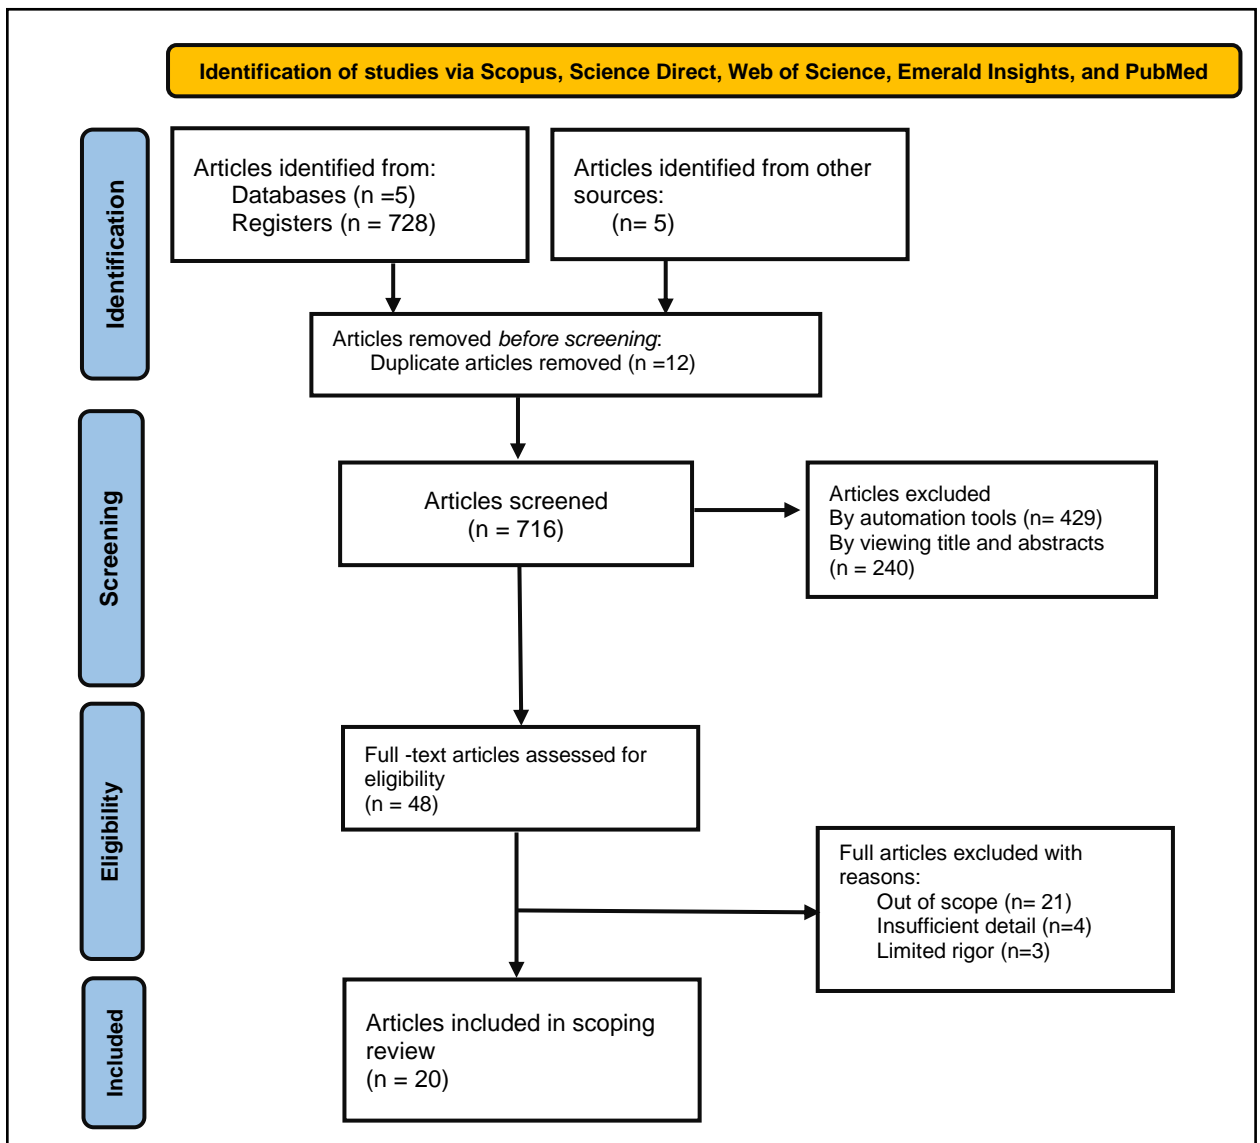 Identification of studies via Scopus, Science Direct, Web of Science, Emerald Insights, and PubMed
Identification
Articles identified from:
Databases (n =5)
Registers (n = 728)
Articles identified from other
sources:
(n= 5)
Articles removed before screening:
Duplicate articles removed (n =12)
Screening
Articles screened
(n = 716)
Articles excluded
By automation tools (n= 429)
By viewing title and abstracts
(n = 240)
Eligibility
Full -text articles assessed for
eligibility
(n = 48)
Full articles excluded with
reasons:
Out of scope (n= 21)
Insufficient detail (n=4)
Limited rigor (n=3)
Included
Articles included in scoping
review
(n = 20)